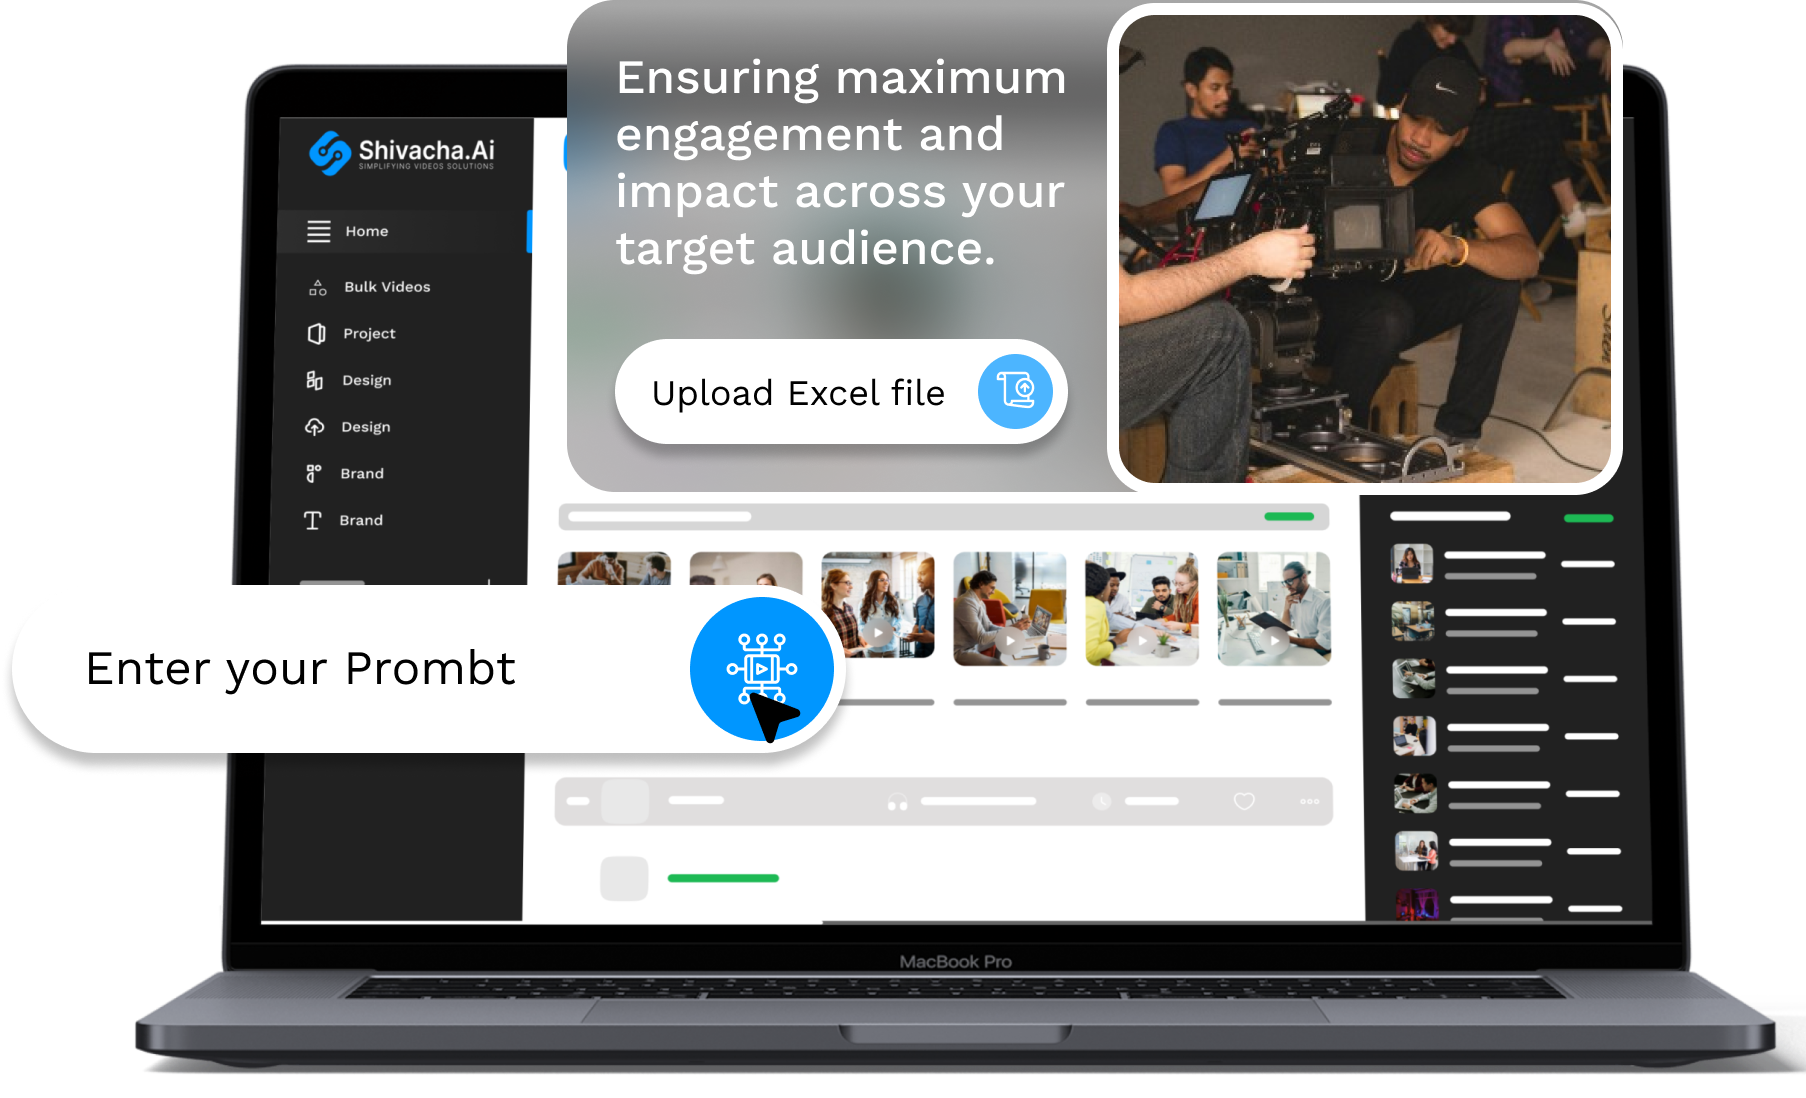 Ensuring maximum
engagement and
impact across your
target audience.
Upload Excel file
Shivacha.Ai
SIMPLIFYING VIDEOS SOLUTIONS
Home
Bulk Videos
Project
Design
Design
Brand
Brand
Enter your Prombt
MacBook Pro